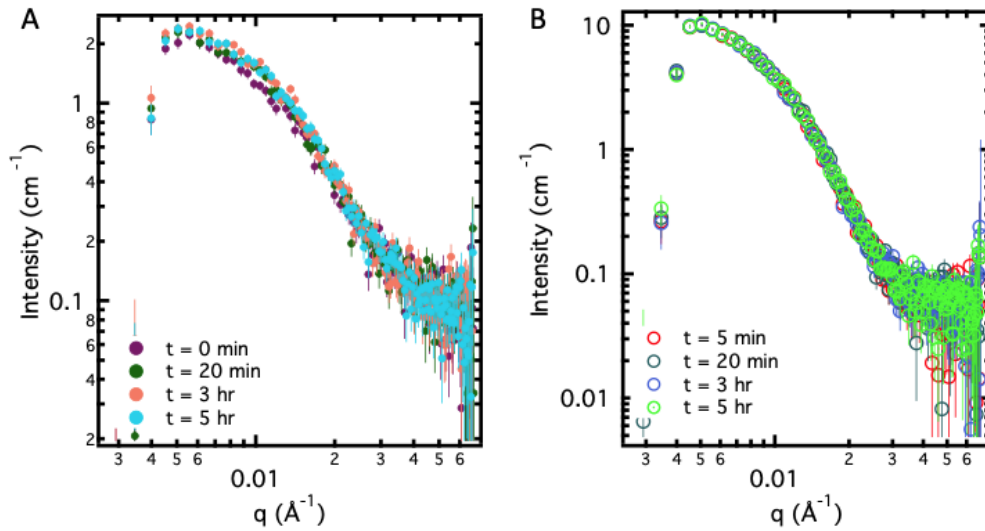 A
Intensity (cm⁻¹)
2
1
8
6
4
2
0.1
8
6
4
2
t = 0 min
t = 20 min
t = 3 hr
t = 5 hr
3 4 5 6 2 3 4 5 6
0.01
q (Å⁻¹)
B
Intensity (cm⁻¹)
10
1
0.1
0.01
t = 5 min
t = 20 min
t = 3 hr
t = 5 hr
3 4 5 6 2 3 4 5 6
0.01
q (Å⁻¹)